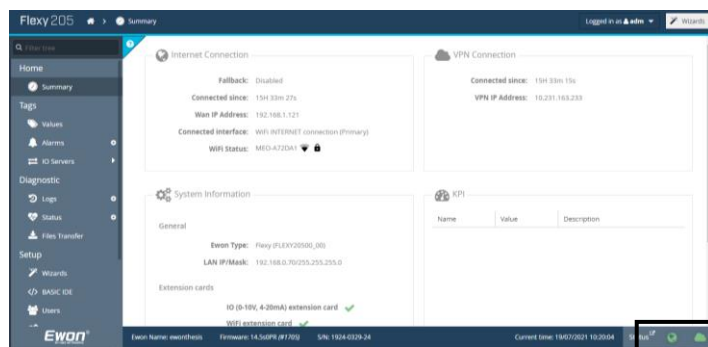 Flexy 205
Summary
Logged in as adm
Wizards
Filter tree
Home
Summary
Tags
Values
Alarms
IO Servers
Diagnostic
Logs
Status
Files Transfer
Setup
Wizards
BASIC IDE
Users
Ewon
Internet Connection
Fallback: Disabled
Connected since: 15H 33m 27s
Wan IP Address: 192.168.1.121
Connected interface: WiFi INTERNET connection (Primary)
WiFi Status: MEO-A72DA1
VPN Connection
Connected since: 15H 33m 15s
VPN IP Address: 10.231.163.233
System Information
General
Ewon Type: Flexy (FLEXY20500_00)
LAN IP/Mask: 192.168.0.70/255.255.255.0
Extension cards
IO (0-10V, 4-20mA) extension card
WiFi extension card
KPI
Name Value Description
Ewon Name: ewonthesis Firmware: 14.5s0PR (#1705) S/N: 1924-0329-24 Current time: 19/07/2021 10:20:04 Status